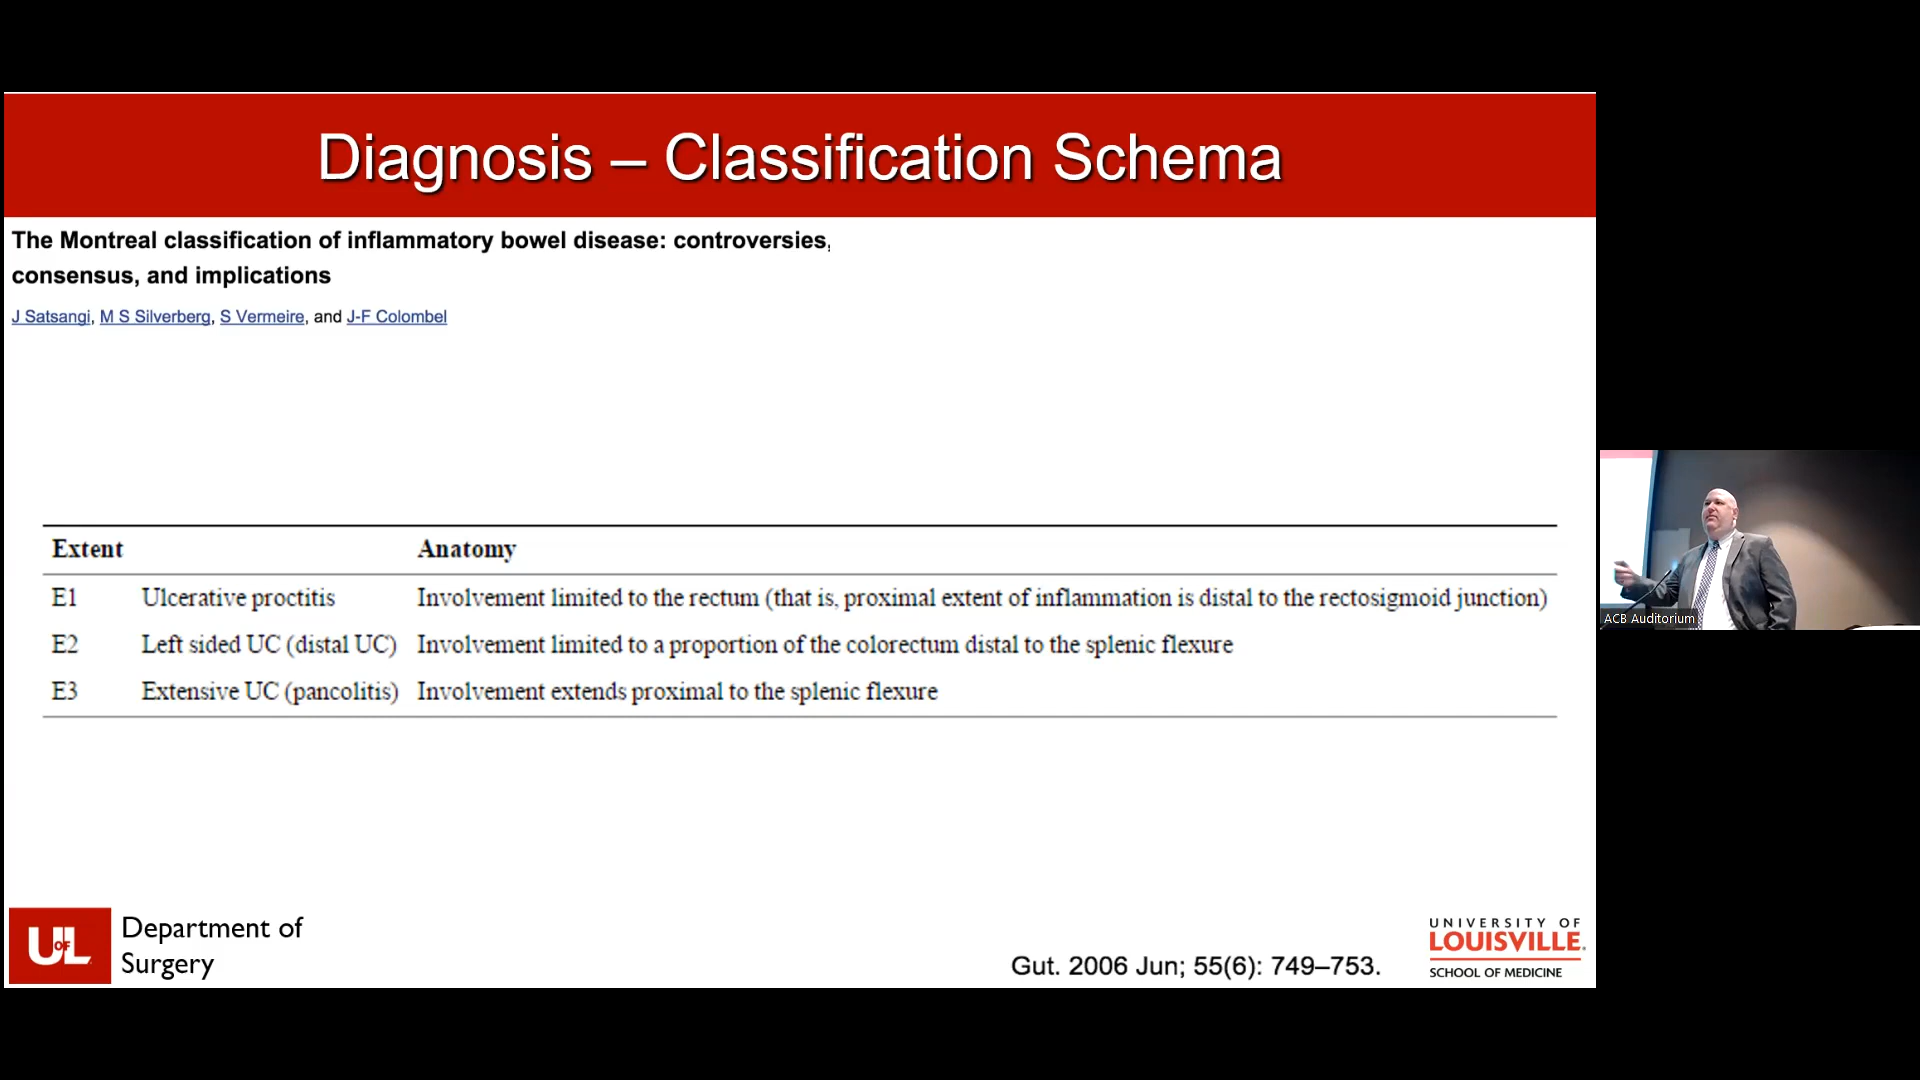 Diagnosis – Classification Schema
The Montreal classification of inflammatory bowel disease: controversies,
consensus, and implications
J Satsangi, M S Silverberg, S Vermeire, and J-F Colombel
Extent Anatomy
E1 Ulcerative proctitis Involvement limited to the rectum (that is, proximal extent of inflammation is distal to the rectosigmoid junction)
E2 Left sided UC (distal UC) Involvement limited to a proportion of the colorectum distal to the splenic flexure
E3 Extensive UC (pancolitis) Involvement extends proximal to the splenic flexure
ACB Auditorium
UofL
Department of
Surgery
Gut. 2006 Jun; 55(6): 749–753.
UNIVERSITY OF
LOUISVILLE.
SCHOOL OF MEDICINE